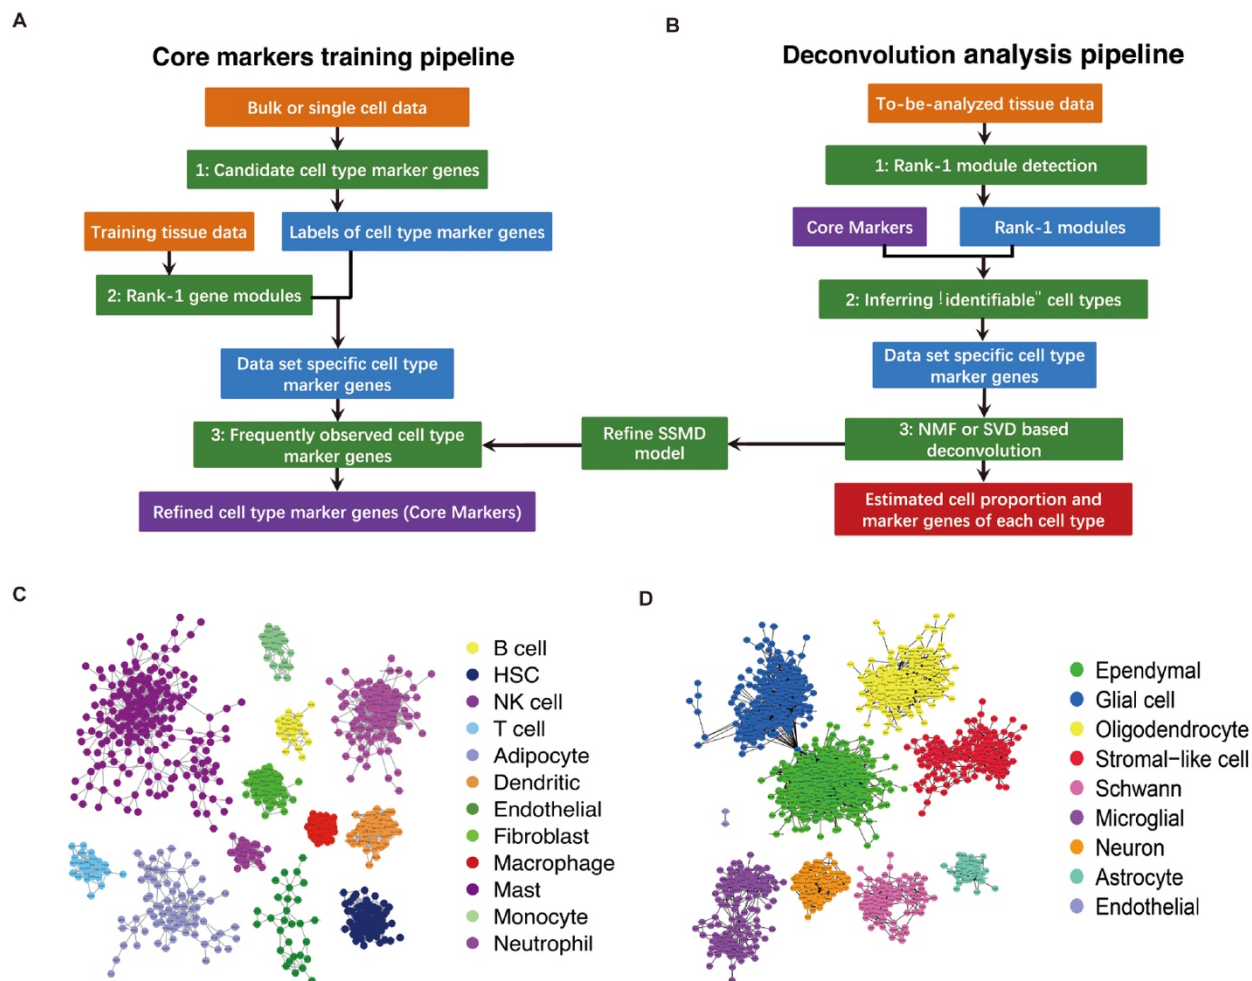 A
Core markers training pipeline
Bulk or single cell data
1: Candidate cell type marker genes
Training tissue data
Labels of cell type marker genes
2: Rank-1 gene modules
Data set specific cell type
marker genes
3: Frequently observed cell type
marker genes
Refined cell type marker genes (Core Markers)
Refine SSMD
model
B
Deconvolution analysis pipeline
To-be-analyzed tissue data
1: Rank-1 module detection
Core Markers
Rank-1 modules
2: Inferring !identifiable" cell types
Data set specific cell type
marker genes
3: NMF or SVD based
deconvolution
Estimated cell proportion and
marker genes of each cell type
C
B cell
HSC
NK cell
T cell
Adipocyte
Dendritic
Endothelial
Fibroblast
Macrophage
Mast
Monocyte
Neutrophil
D
Ependymal
Glial cell
Oligodendrocyte
Stromal-like cell
Schwann
Microglial
Neuron
Astrocyte
Endothelial